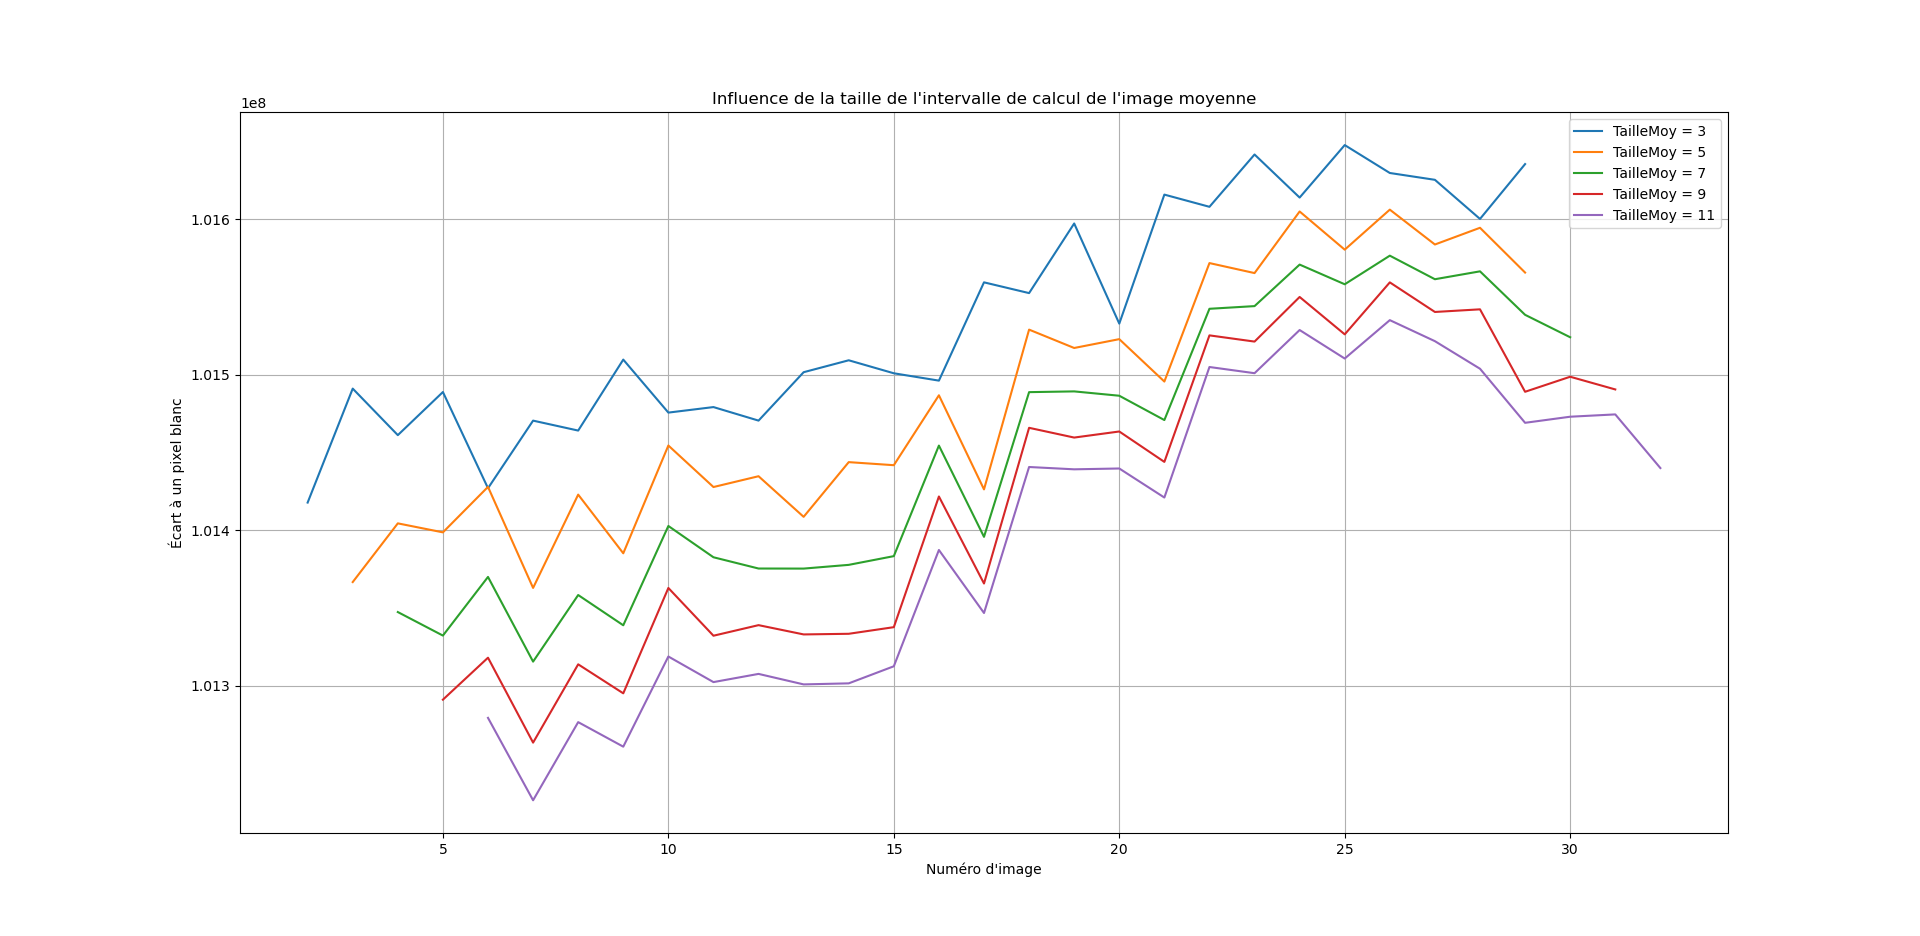 Influence de la taille de l'intervalle de calcul de l'image moyenne
1e8
TailleMoy = 3
TailleMoy = 5
TailleMoy = 7
TailleMoy = 9
TailleMoy = 11
1.016
1.015
1.014
1.013
Écart à un pixel blanc
5 10 15 20 25 30
Numéro d'image